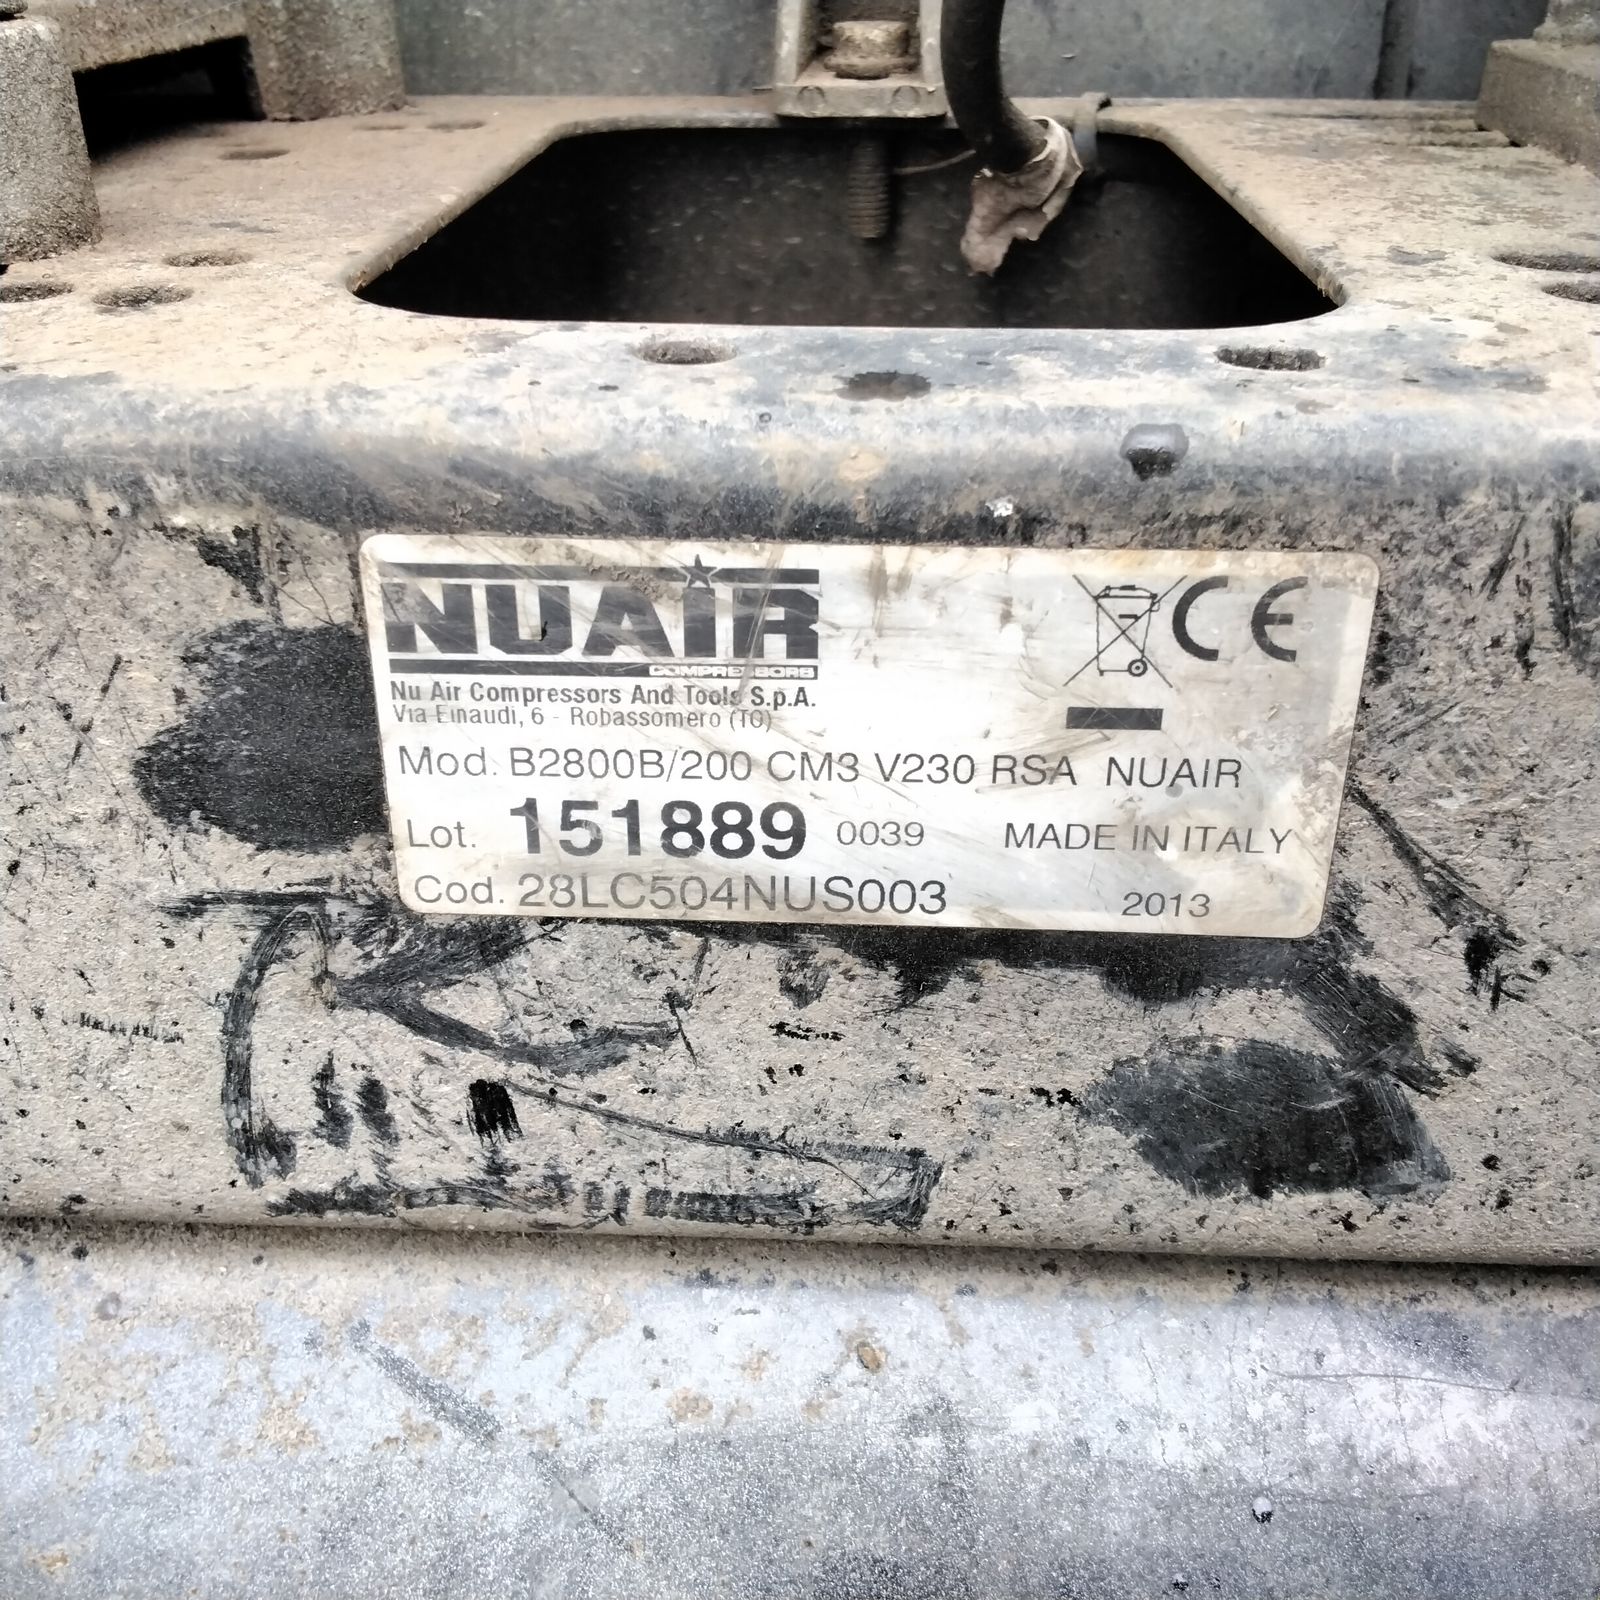 NUAIR
COMPRESSORS
Nu Air Compressors And Tools S.p.A.
Via Einaudi, 6 - Robassomero (TO)
CE
Mod. B2800B/200 CM3 V230 RSA NUAIR
Lot. 151889 0039 MADE IN ITALY
Cod. 28LC504NUS003 2013